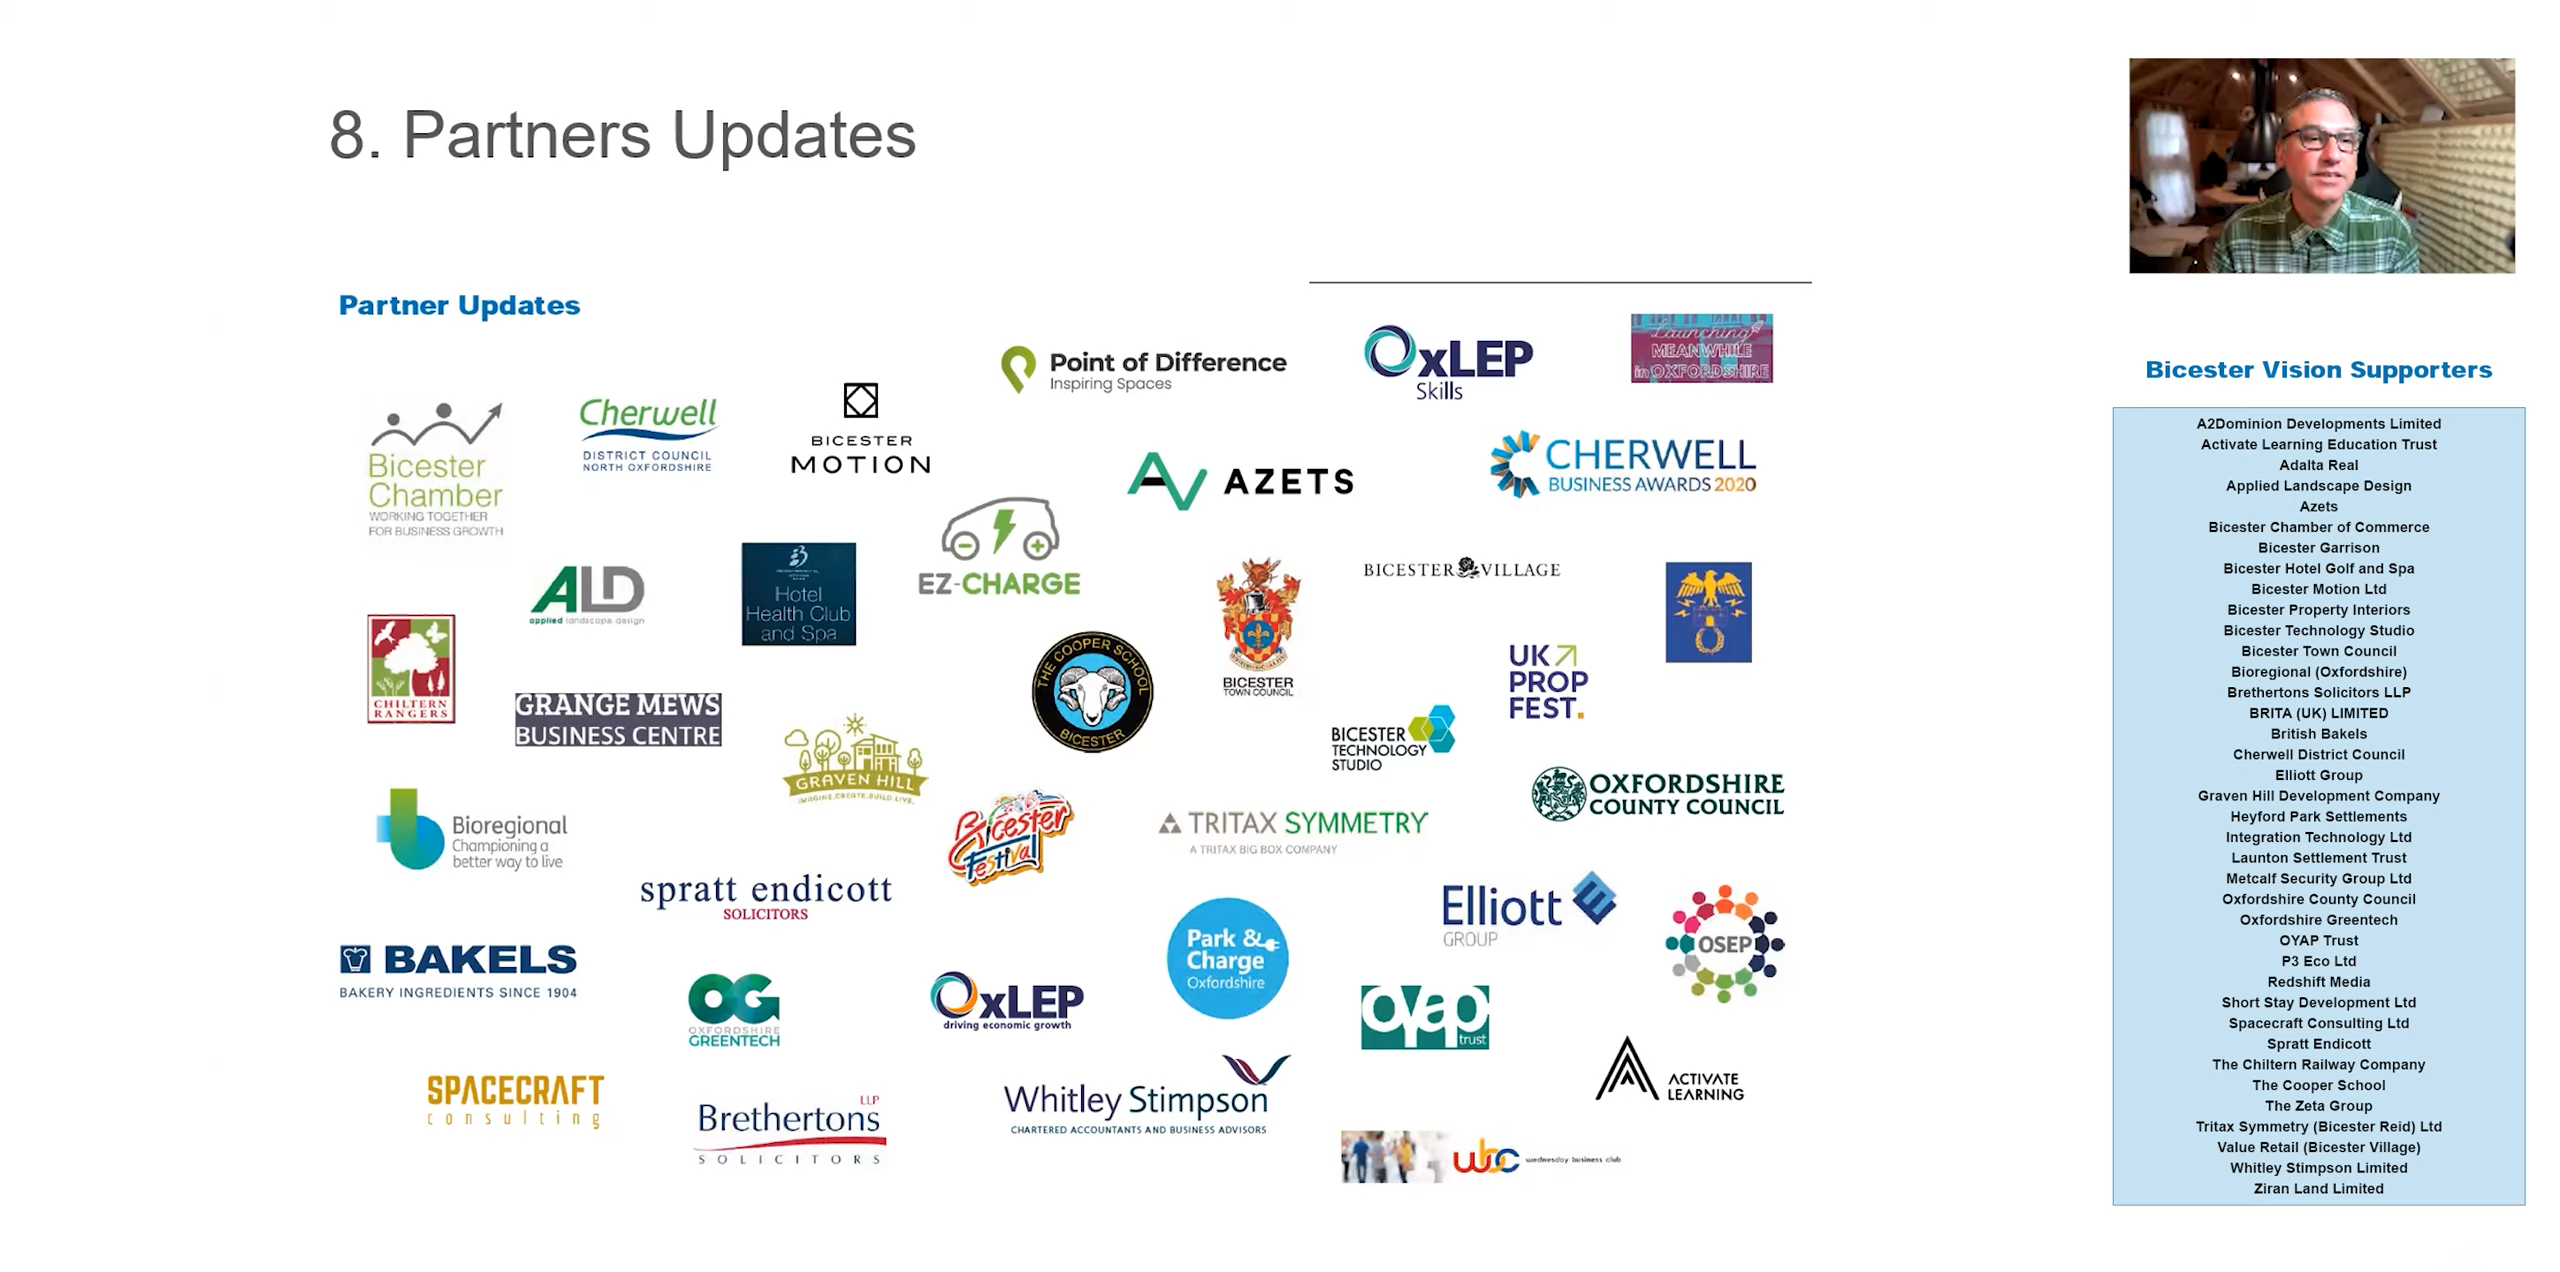 8. Partners Updates
Partner Updates
Point of Difference
Inspiring Spaces
OxLEP
Skills
Launching
MEANWHILE
in OXFORDSHIRE
Bicester
Chamber
WORKING TOGETHER
FOR BUSINESS GROWTH
Cherwell
DISTRICT COUNCIL
NORTH OXFORDSHIRE
BICESTER
MOTION
AZETS
CHERWELL
BUSINESS AWARDS 2020
EZ-CHARGE
ALD
applied landscape design
Hotel
Health Club
and Spa
BICESTER
TOWN COUNCIL
BICESTER VILLAGE
CHILTERN
RANGERS
GRANGE MEWS
BUSINESS CENTRE
THE COOPER SCHOOL
BICESTER
UK
PROP
FEST.
GRAVEN HILL
IMAGINE.CREATE.BUILD.LIVE.
BICESTER
TECHNOLOGY
STUDIO
OXFORDSHIRE
COUNTY COUNCIL
Bioregional
Championing a
better way to live
Bicester
Festival
TRITAX SYMMETRY
A TRITAX BIG BOX COMPANY
spratt endicott
SOLICITORS
Elliott
GROUP
OSEP
BAKELS
BAKERY INGREDIENTS SINCE 1904
OG
OXFORDSHIRE
GREENTECH
OxLEP
driving economic growth
Park &
Charge
Oxfordshire
oyap
trust
SPACECRAFT
consulting
Brethertons
LLP
SOLICITORS
Whitley Stimpson
CHARTERED ACCOUNTANTS AND BUSINESS ADVISORS
ACTIVATE
LEARNING
wbc wednesday business club
Bicester Vision Supporters
A2Dominion Developments Limited
Activate Learning Education Trust
Adalta Real
Applied Landscape Design
Azets
Bicester Chamber of Commerce
Bicester Garrison
Bicester Hotel Golf and Spa
Bicester Motion Ltd
Bicester Property Interiors
Bicester Technology Studio
Bicester Town Council
Bioregional (Oxfordshire)
Brethertons Solicitors LLP
BRITA (UK) LIMITED
British Bakels
Cherwell District Council
Elliott Group
Graven Hill Development Company
Heyford Park Settlements
Integration Technology Ltd
Launton Settlement Trust
Metcalf Security Group Ltd
Oxfordshire County Council
Oxfordshire Greentech
OYAP Trust
P3 Eco Ltd
Redshift Media
Short Stay Development Ltd
Spacecraft Consulting Ltd
Spratt Endicott
The Chiltern Railway Company
The Cooper School
The Zeta Group
Tritax Symmetry (Bicester Reid) Ltd
Value Retail (Bicester Village)
Whitley Stimpson Limited
Ziran Land Limited